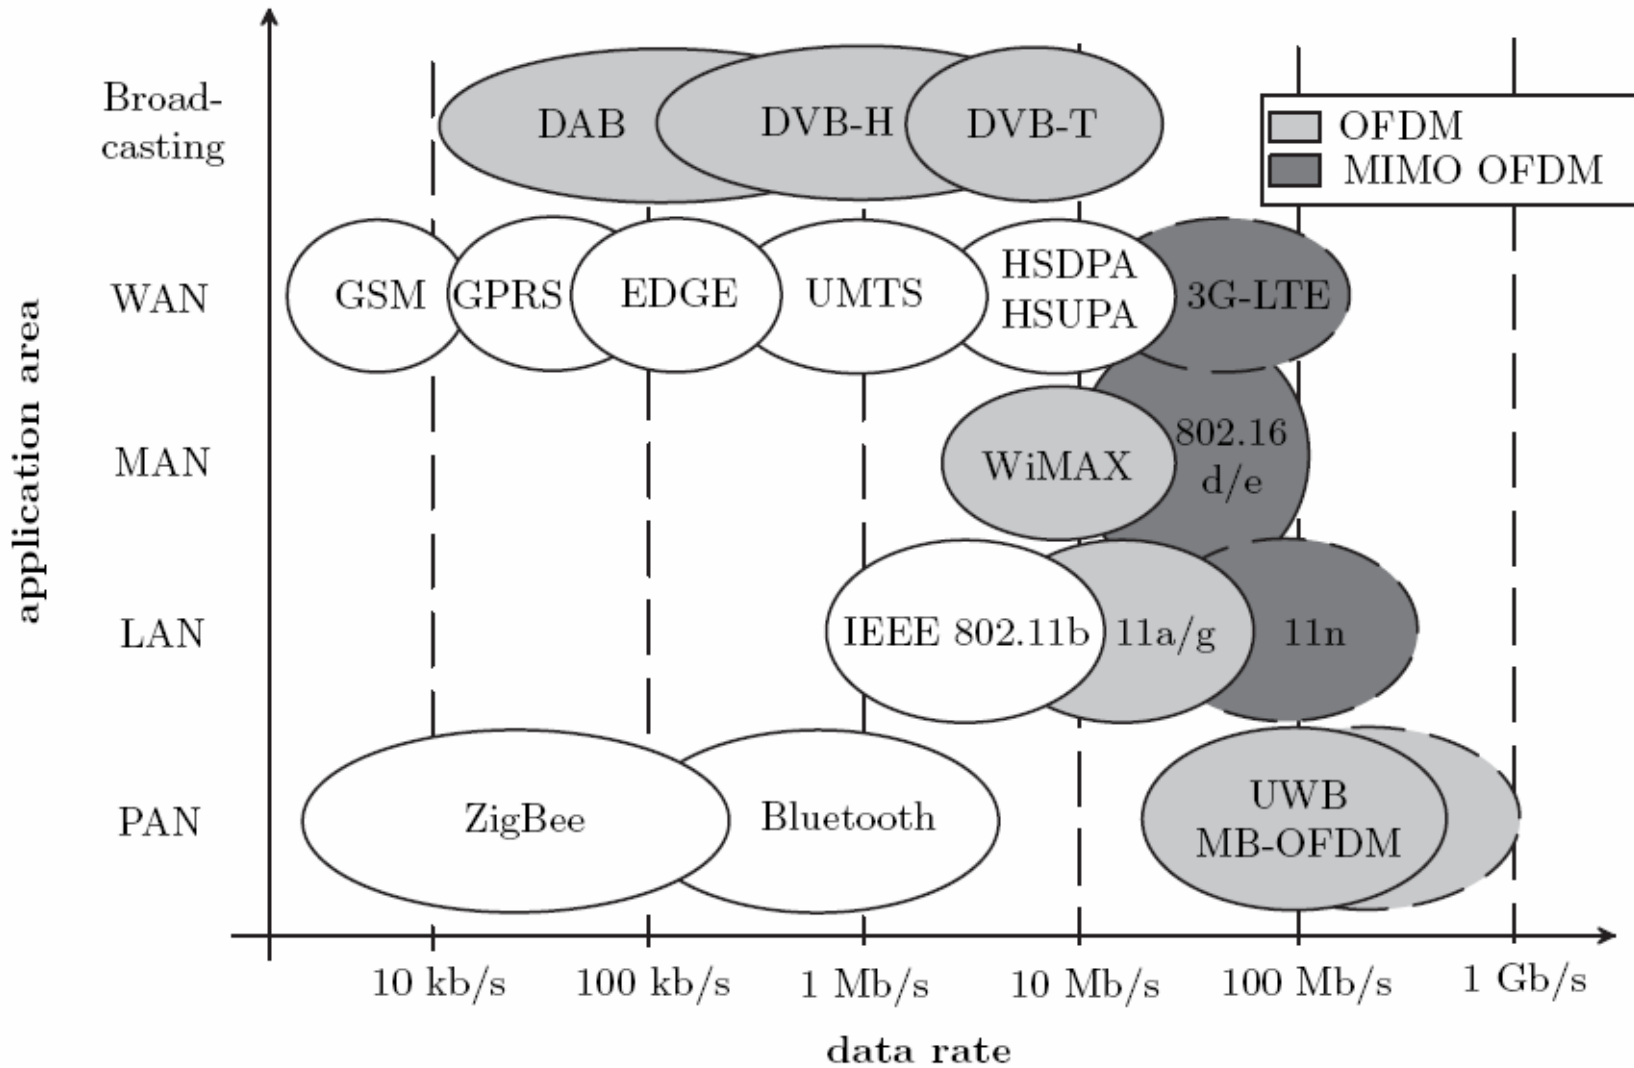 Broad-
casting
DAB
DVB-H
DVB-T
OFDM
MIMO OFDM
WAN
GSM
GPRS
EDGE
UMTS
HSDPA
HSUPA
3G-LTE
MAN
WiMAX
802.16
d/e
LAN
IEEE 802.11b
11a/g
11n
PAN
ZigBee
Bluetooth
UWB
MB-OFDM
application area
10 kb/s
100 kb/s
1 Mb/s
10 Mb/s
100 Mb/s
1 Gb/s
data rate